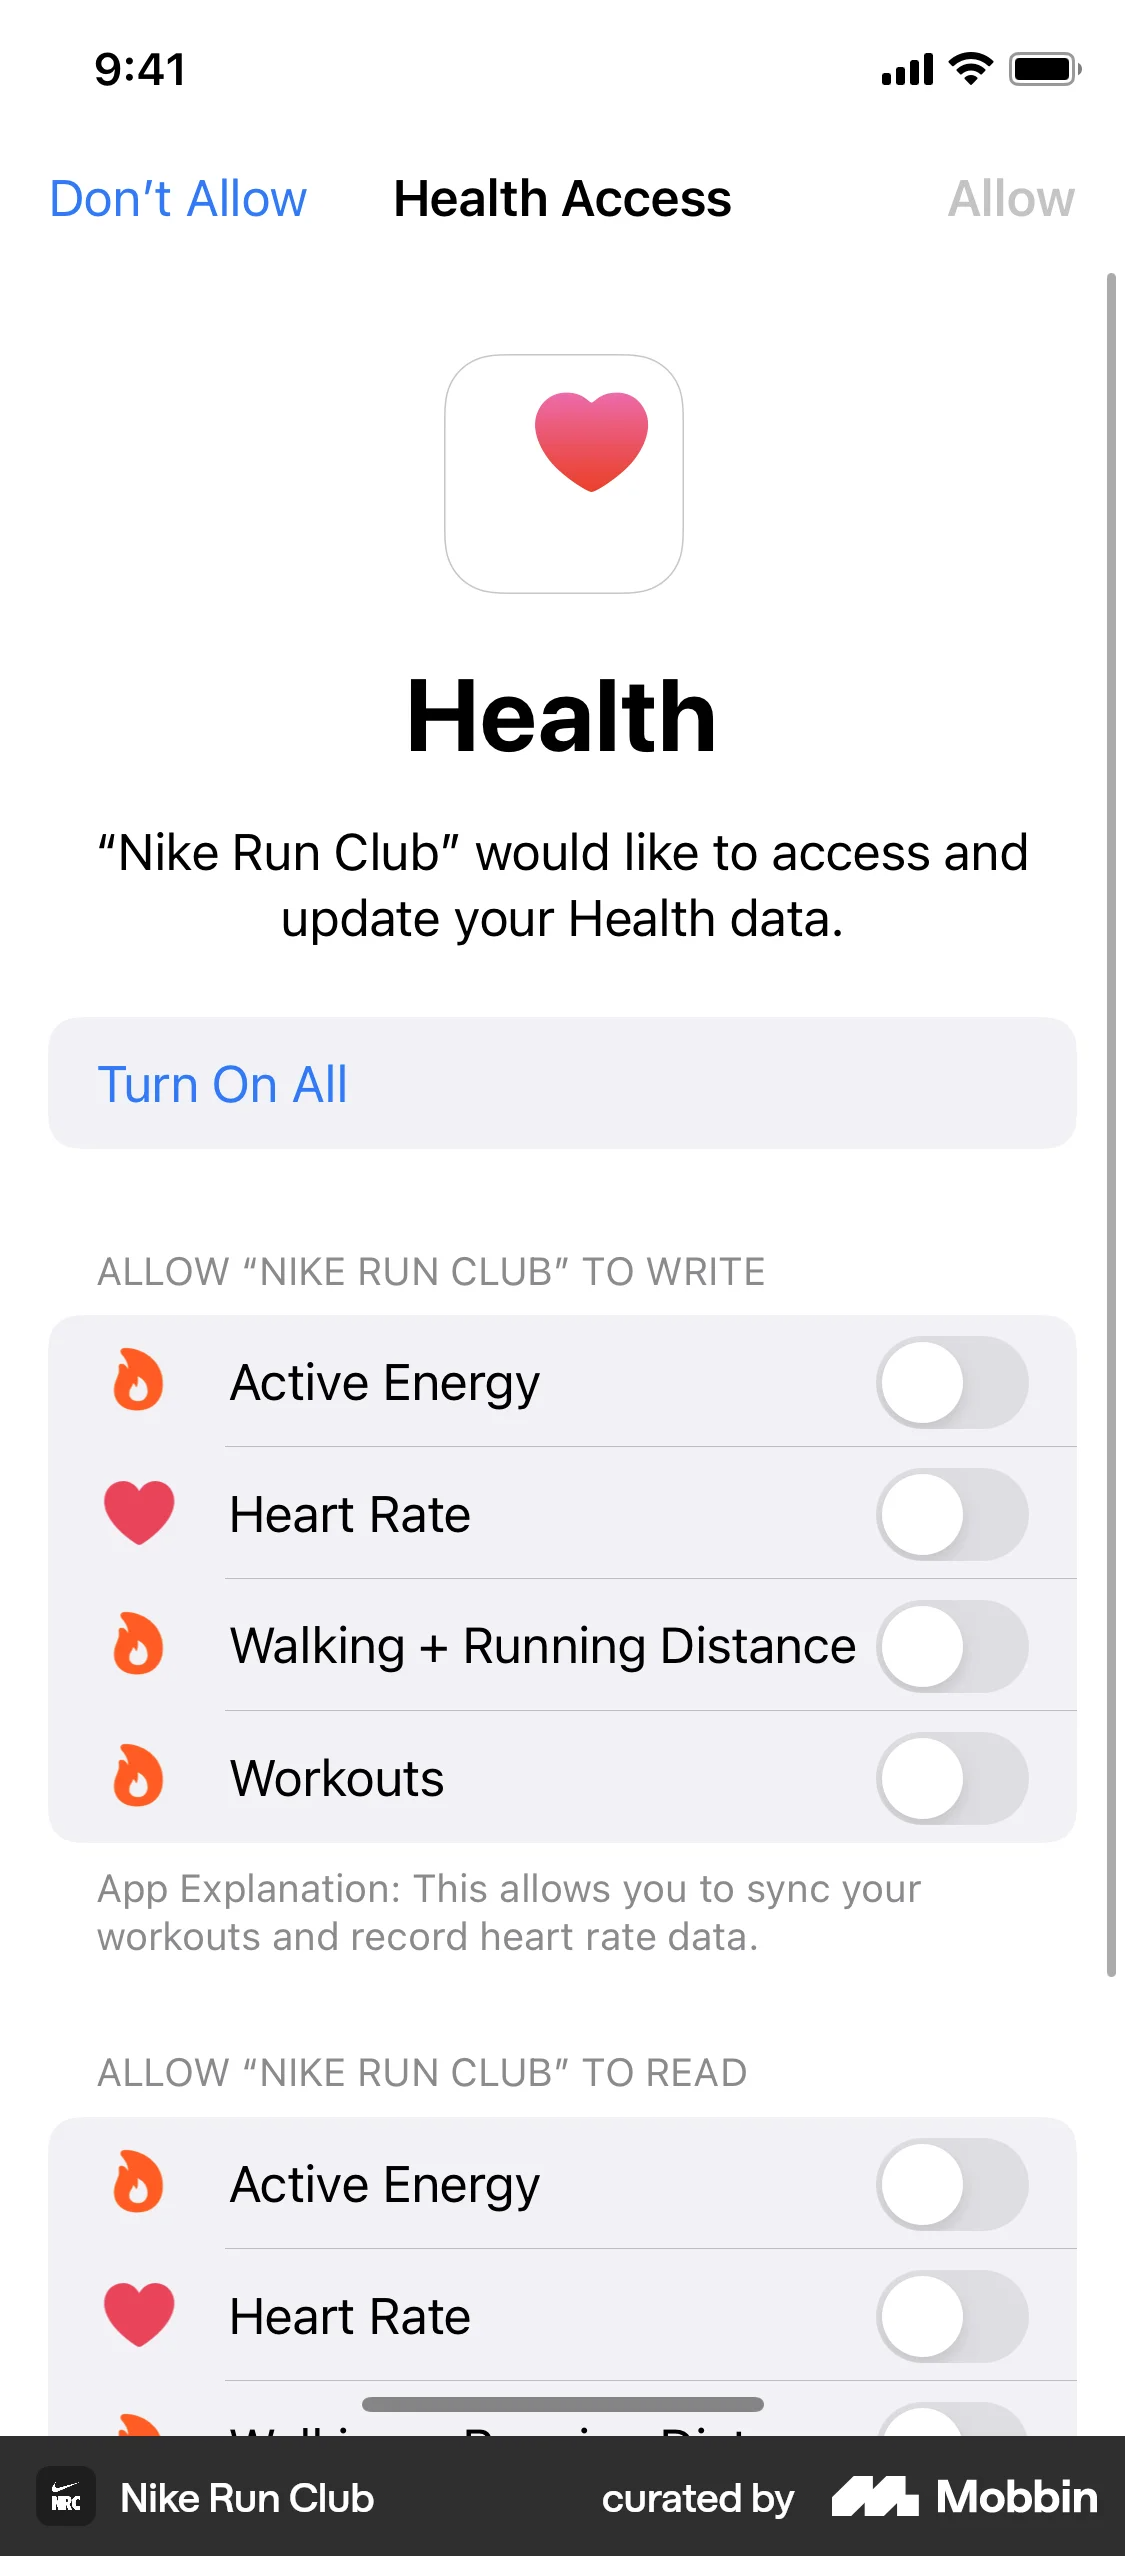 9:41
Don’t Allow
Health Access
Allow
Health
“Nike Run Club” would like to access and
update your Health data.
Turn On All
ALLOW “NIKE RUN CLUB” TO WRITE
Active Energy
Heart Rate
Walking + Running Distance
Workouts
App Explanation: This allows you to sync your
workouts and record heart rate data.
ALLOW “NIKE RUN CLUB” TO READ
Active Energy
Heart Rate
NRC
Nike Run Club
curated by
Mobbin